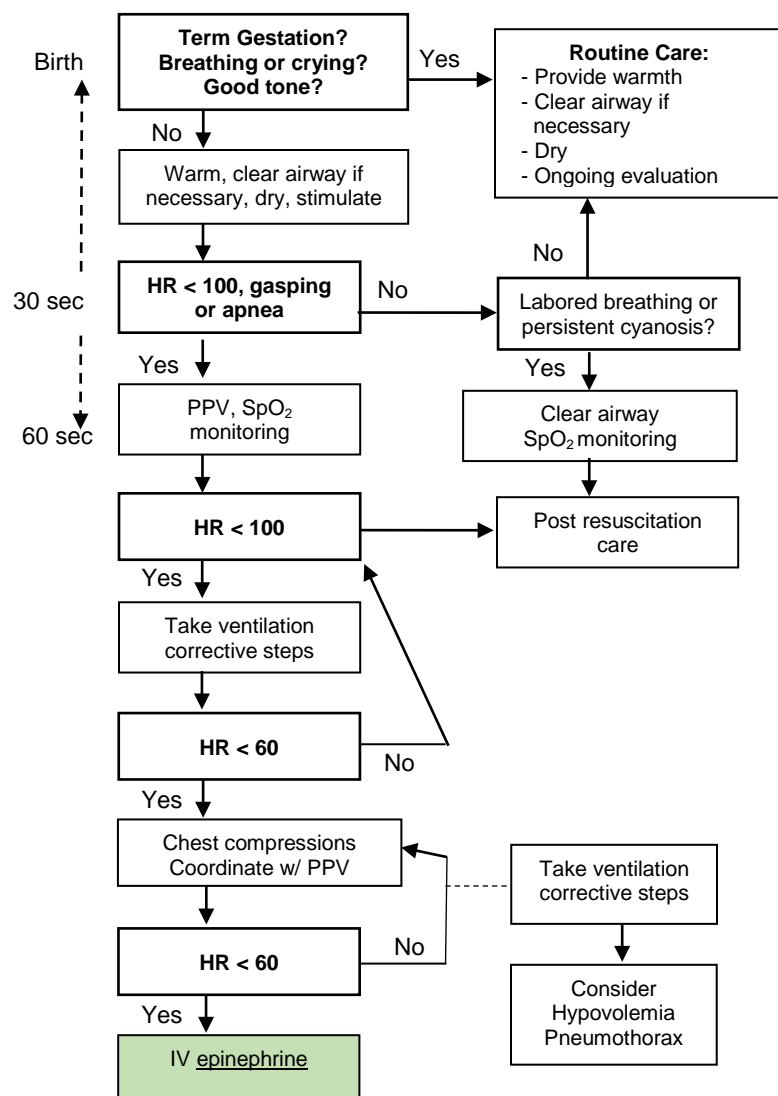 Term Gestation?
Breathing or crying?
Good tone?
Yes
Routine Care:
- Provide warmth
- Clear airway if
necessary
- Dry
- Ongoing evaluation
Birth
No
Warm, clear airway if
necessary, dry, stimulate
No
30 sec
HR < 100, gasping
or apnea
No
Labored breathing or
persistent cyanosis?
Yes
Yes
60 sec
PPV, SpO₂
monitoring
Clear airway
SpO₂ monitoring
HR < 100
Post resuscitation
care
Yes
Take ventilation
corrective steps
HR < 60
No
Yes
Chest compressions
Coordinate w/ PPV
Take ventilation
corrective steps
HR < 60
No
Consider
Hypovolemia
Pneumothorax
Yes
IV epinephrine